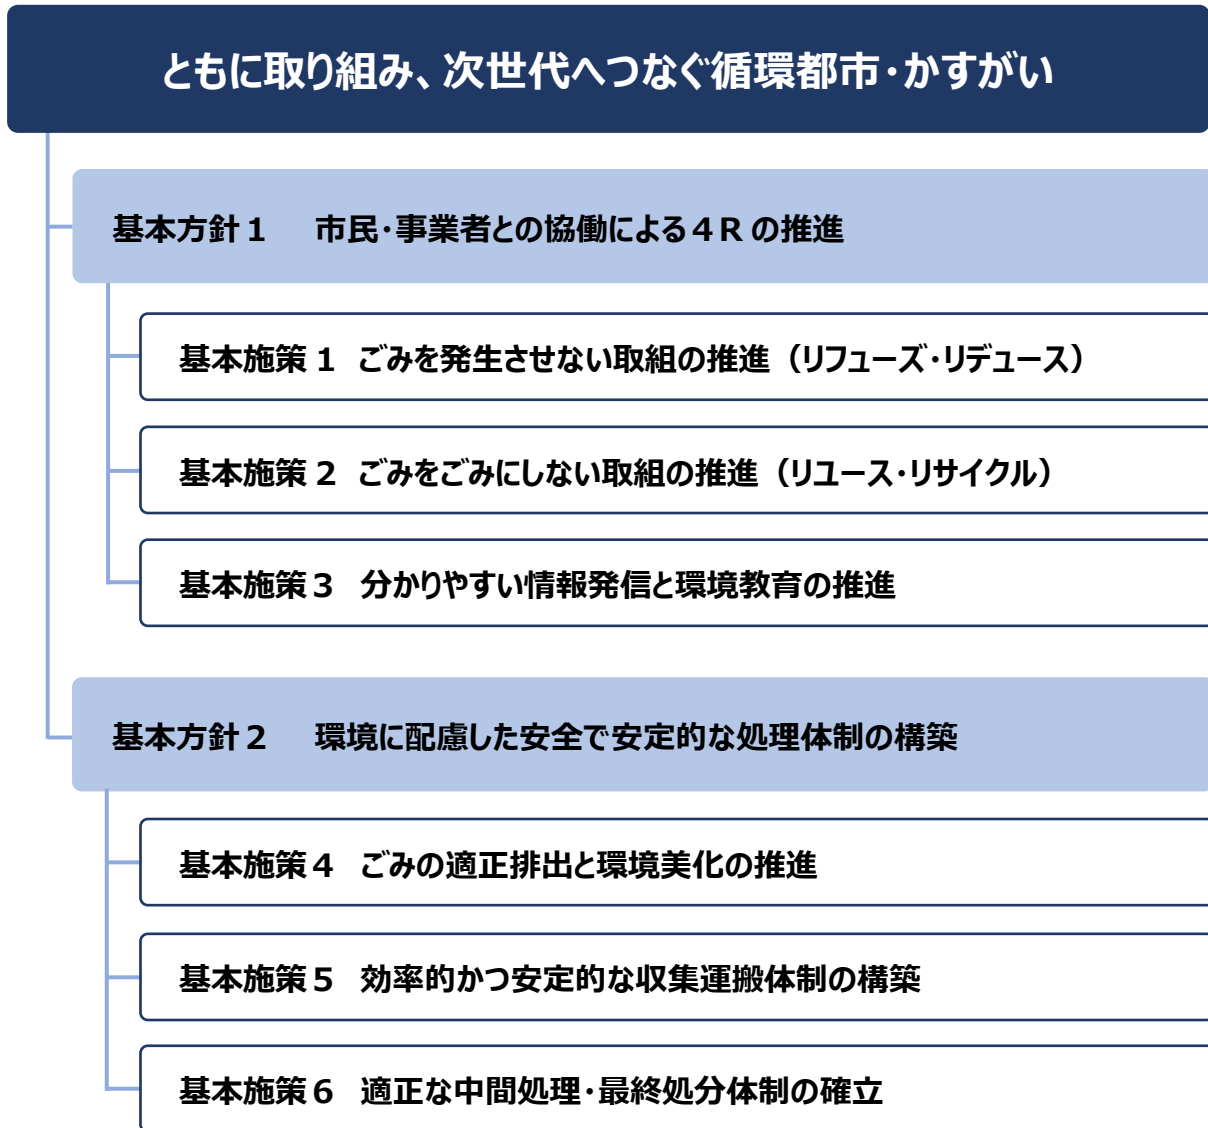 ともに取り組み、次世代へつなぐ循環都市・かすがい
基本方針１　市民・事業者との協働による４Ｒの推進
基本施策１ ごみを発生させない取組の推進（リフューズ・リデュース）
基本施策２ ごみをごみにしない取組の推進（リユース・リサイクル）
基本施策３ 分かりやすい情報発信と環境教育の推進
基本方針２　環境に配慮した安全で安定的な処理体制の構築
基本施策４ ごみの適正排出と環境美化の推進
基本施策５ 効率的かつ安定的な収集運搬体制の構築
基本施策６ 適正な中間処理・最終処分体制の確立